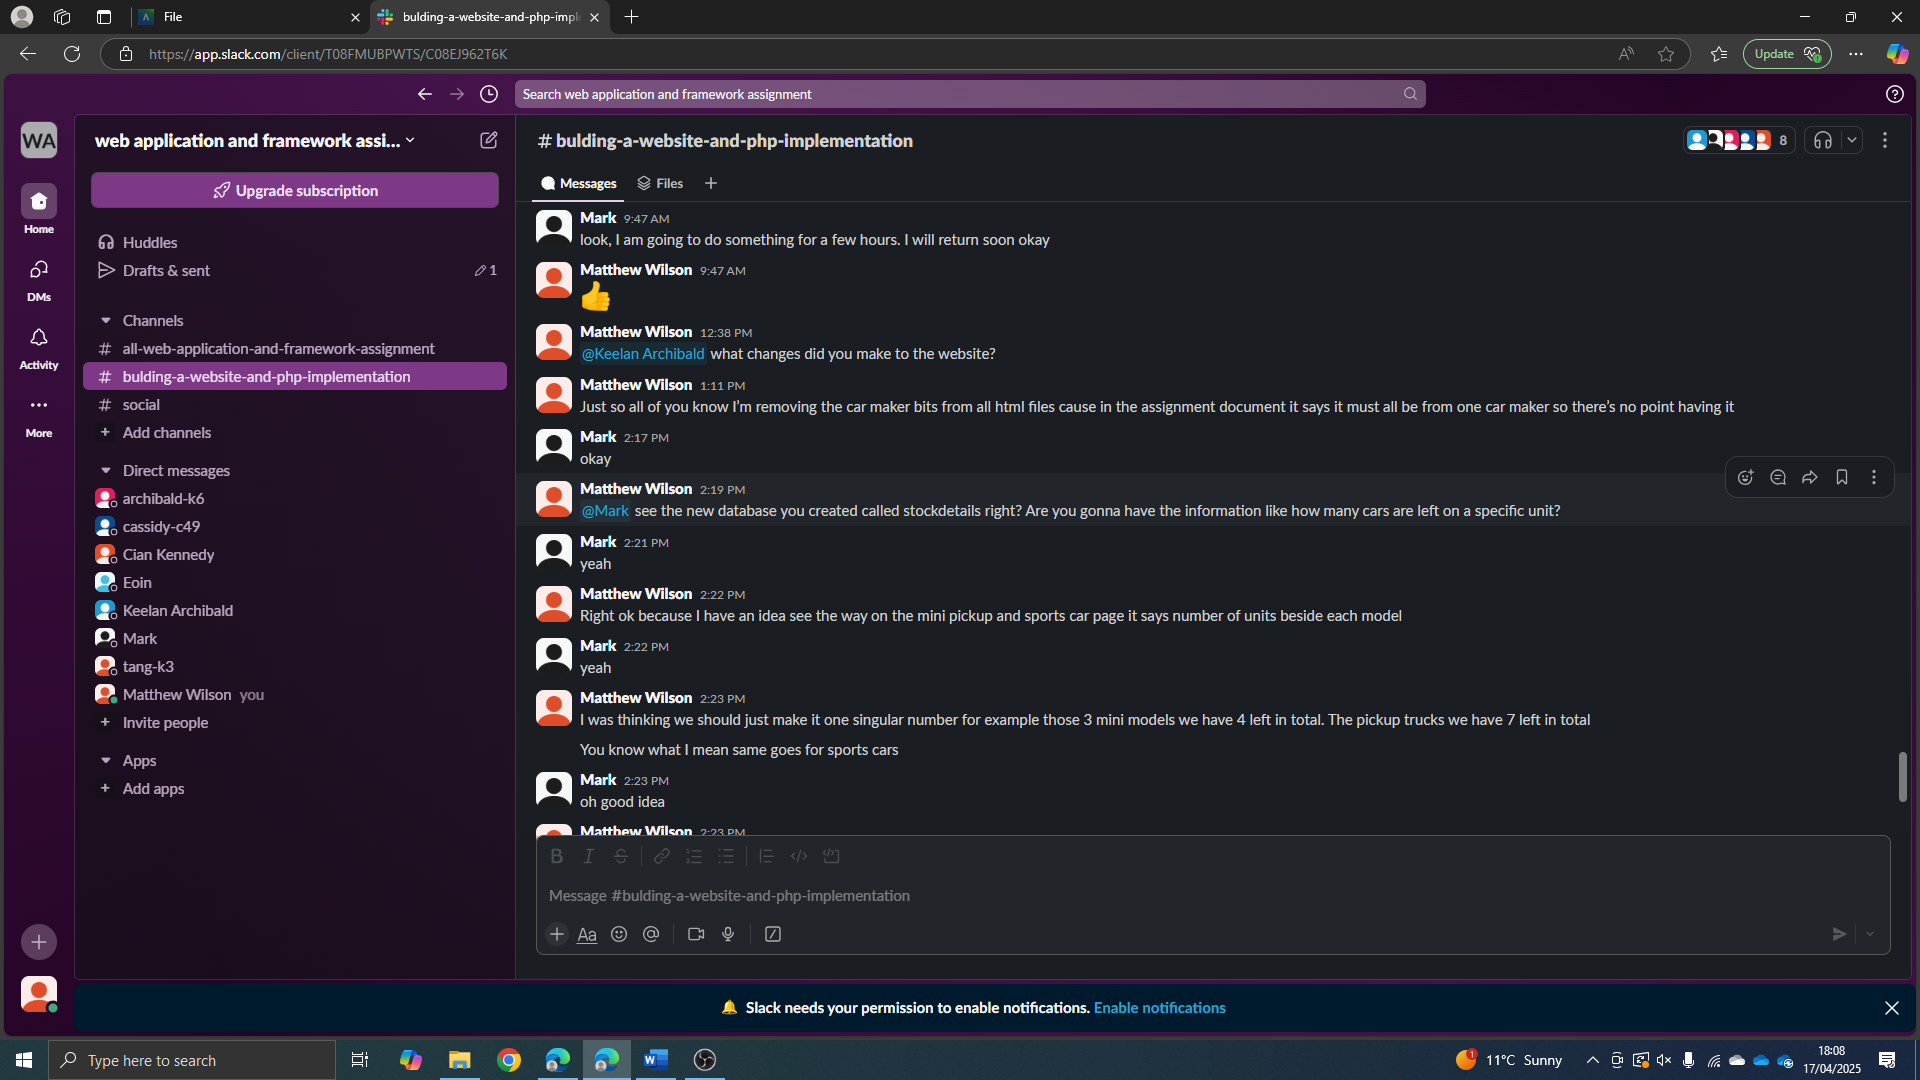 File
bulding-a-website-and-php-imple
https://app.slack.com/client/T08FMUBPWTS/C08EJ962T6K
Update
Search web application and framework assignment
WA
web application and framework assi...
Upgrade subscription
Home
DMs
Activity
More
Huddles
Drafts & sent
1
Channels
# all-web-application-and-framework-assignment
# bulding-a-website-and-php-implementation
# social
+ Add channels
Direct messages
archibald-k6
cassidy-c49
Cian Kennedy
Eoin
Keelan Archibald
Mark
tang-k3
Matthew Wilson you
+ Invite people
Apps
+ Add apps
# bulding-a-website-and-php-implementation
8
Messages
Files
Mark 9:47 AM
look, I am going to do something for a few hours. I will return soon okay
Matthew Wilson 9:47 AM
👍
Matthew Wilson 12:38 PM
@Keelan Archibald what changes did you make to the website?
Matthew Wilson 1:11 PM
Just so all of you know I’m removing the car maker bits from all html files cause in the assignment document it says it must all be from one car maker so there’s no point having it
Mark 2:17 PM
okay
Matthew Wilson 2:19 PM
@Mark see the new database you created called stockdetails right? Are you gonna have the information like how many cars are left on a specific unit?
Mark 2:21 PM
yeah
Matthew Wilson 2:22 PM
Right ok because I have an idea see the way on the mini pickup and sports car page it says number of units beside each model
Mark 2:22 PM
yeah
Matthew Wilson 2:23 PM
I was thinking we should just make it one singular number for example those 3 mini models we have 4 left in total. The pickup trucks we have 7 left in total
You know what I mean same goes for sports cars
Mark 2:23 PM
oh good idea
Matthew Wilson 2:23 PM
B I S
Message #bulding-a-website-and-php-implementation
+ Aa @
Slack needs your permission to enable notifications. Enable notifications
Type here to search
1
11°C Sunny
18:08
17/04/2025